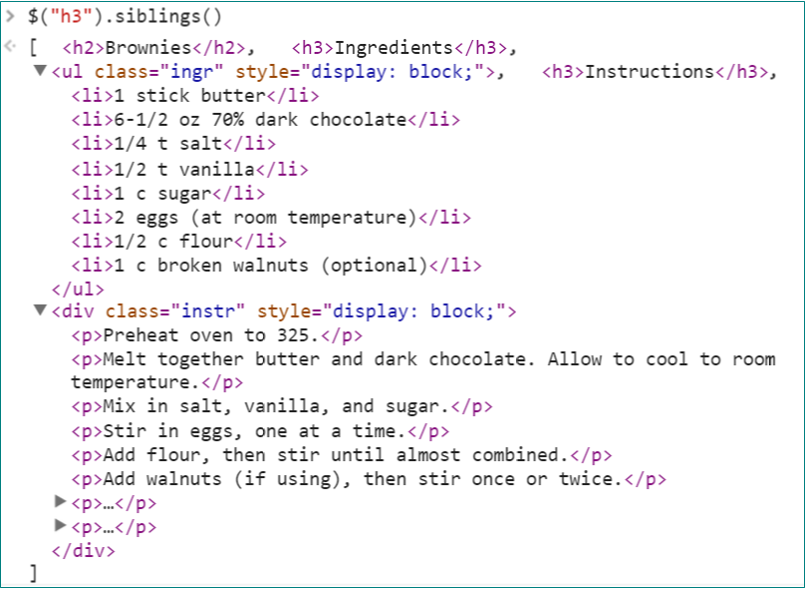 > $("h3").siblings()
[  <h2>Brownies</h2>,   <h3>Ingredients</h3>,
▼<ul class="ingr" style="display: block;">,   <h3>Instructions</h3>,
<li>1 stick butter</li>
<li>6-1/2 oz 70% dark chocolate</li>
<li>1/4 t salt</li>
<li>1/2 t vanilla</li>
<li>1 c sugar</li>
<li>2 eggs (at room temperature)</li>
<li>1/2 c flour</li>
<li>1 c broken walnuts (optional)</li>
</ul>
▼<div class="instr" style="display: block;">
<p>Preheat oven to 325.</p>
<p>Melt together butter and dark chocolate. Allow to cool to room
temperature.</p>
<p>Mix in salt, vanilla, and sugar.</p>
<p>Stir in eggs, one at a time.</p>
<p>Add flour, then stir until almost combined.</p>
<p>Add walnuts (if using), then stir once or twice.</p>
▶<p>…</p>
▶<p>…</p>
</div>
]